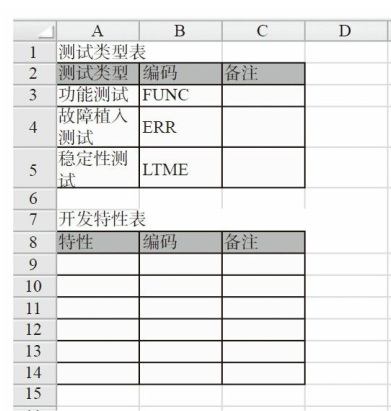 A B C D
1 测试类型表
2 测试类型 编码 备注
3 功能测试 FUNC
4 故障植入
测试 ERR
5 稳定性测
试 LTME
6
7 开发特性表
8 特性 编码 备注
9
10
11
12
13
14
15